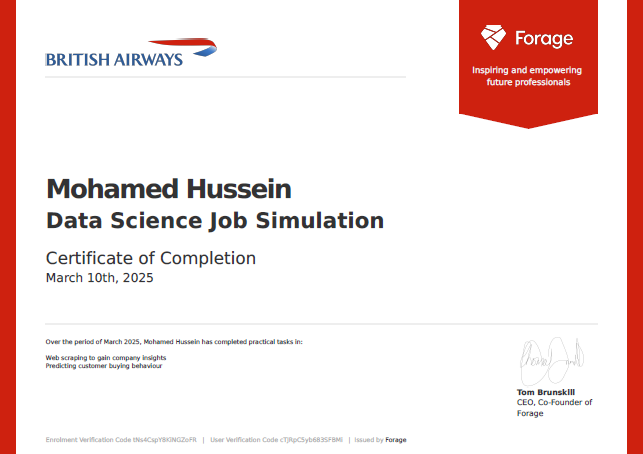 BRITISH AIRWAYS
Forage
Inspiring and empowering
future professionals
Mohamed Hussein
Data Science Job Simulation
Certificate of Completion
March 10th, 2025
Over the period of March 2025, Mohamed Hussein has completed practical tasks in:
Web scraping to gain company insights
Predicting customer buying behaviour
Tom Brunskill
CEO, Co-Founder of
Forage
Enrolment Verification Code | User Verification Code | Issued by Forage